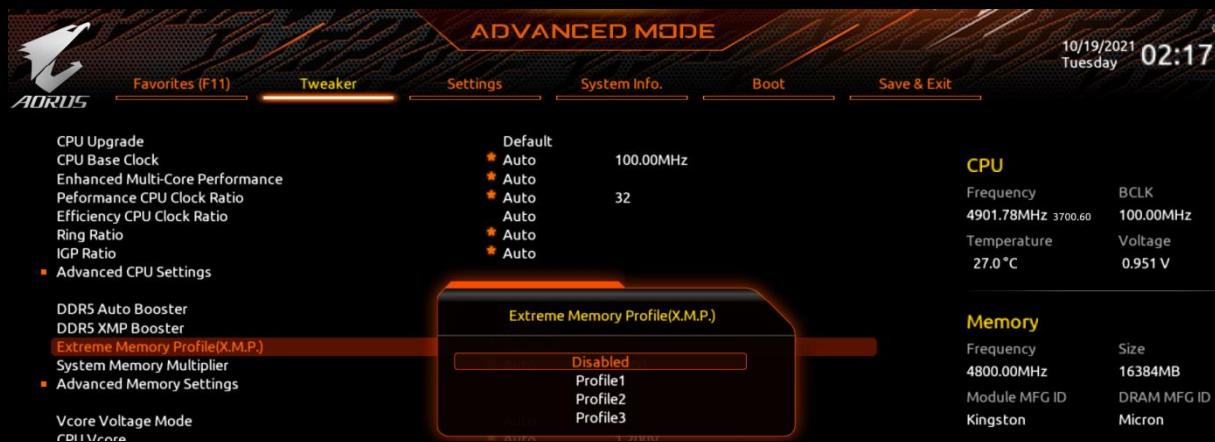 ADVANCED MODE
10/19/2021
Tuesday
02:17
AORUS
Favorites (F11)
Tweaker
Settings
System Info.
Boot
Save & Exit
CPU Upgrade Default
CPU Base Clock Auto 100.00MHz
Enhanced Multi-Core Performance Auto
Peformance CPU Clock Ratio Auto 32
Efficiency CPU Clock Ratio Auto
Ring Ratio Auto
IGP Ratio Auto
Advanced CPU Settings
DDR5 Auto Booster
DDR5 XMP Booster
Extreme Memory Profile(X.M.P.)
System Memory Multiplier
Advanced Memory Settings
Vcore Voltage Mode
CPU Vcore Auto 1.200V
Extreme Memory Profile(X.M.P.)
Disabled
Profile1
Profile2
Profile3
CPU
Frequency BCLK
4901.78MHz 3700.60 100.00MHz
Temperature Voltage
27.0°C 0.951 V
Memory
Frequency Size
4800.00MHz 16384MB
Module MFG ID DRAM MFG ID
Kingston Micron